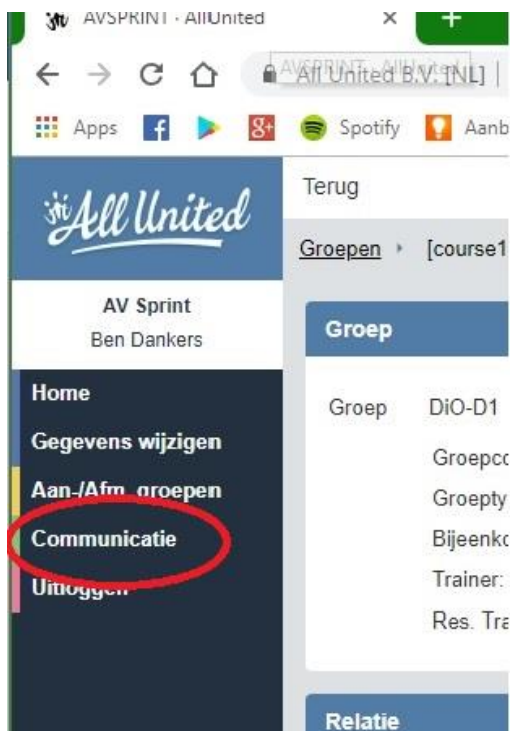 AVSPRINT - AllUnited
All United B.V. [NL]
Apps
Spotify
Aanb
All United
AV Sprint
Ben Dankers
Home
Gegevens wijzigen
Aan-/Afm. groepen
Communicatie
Uitloggen
Terug
Groepen
[course1
Groep
Groep DiO-D1
Groepco
Groepty
Bijeenko
Trainer:
Res. Tra
Relatie